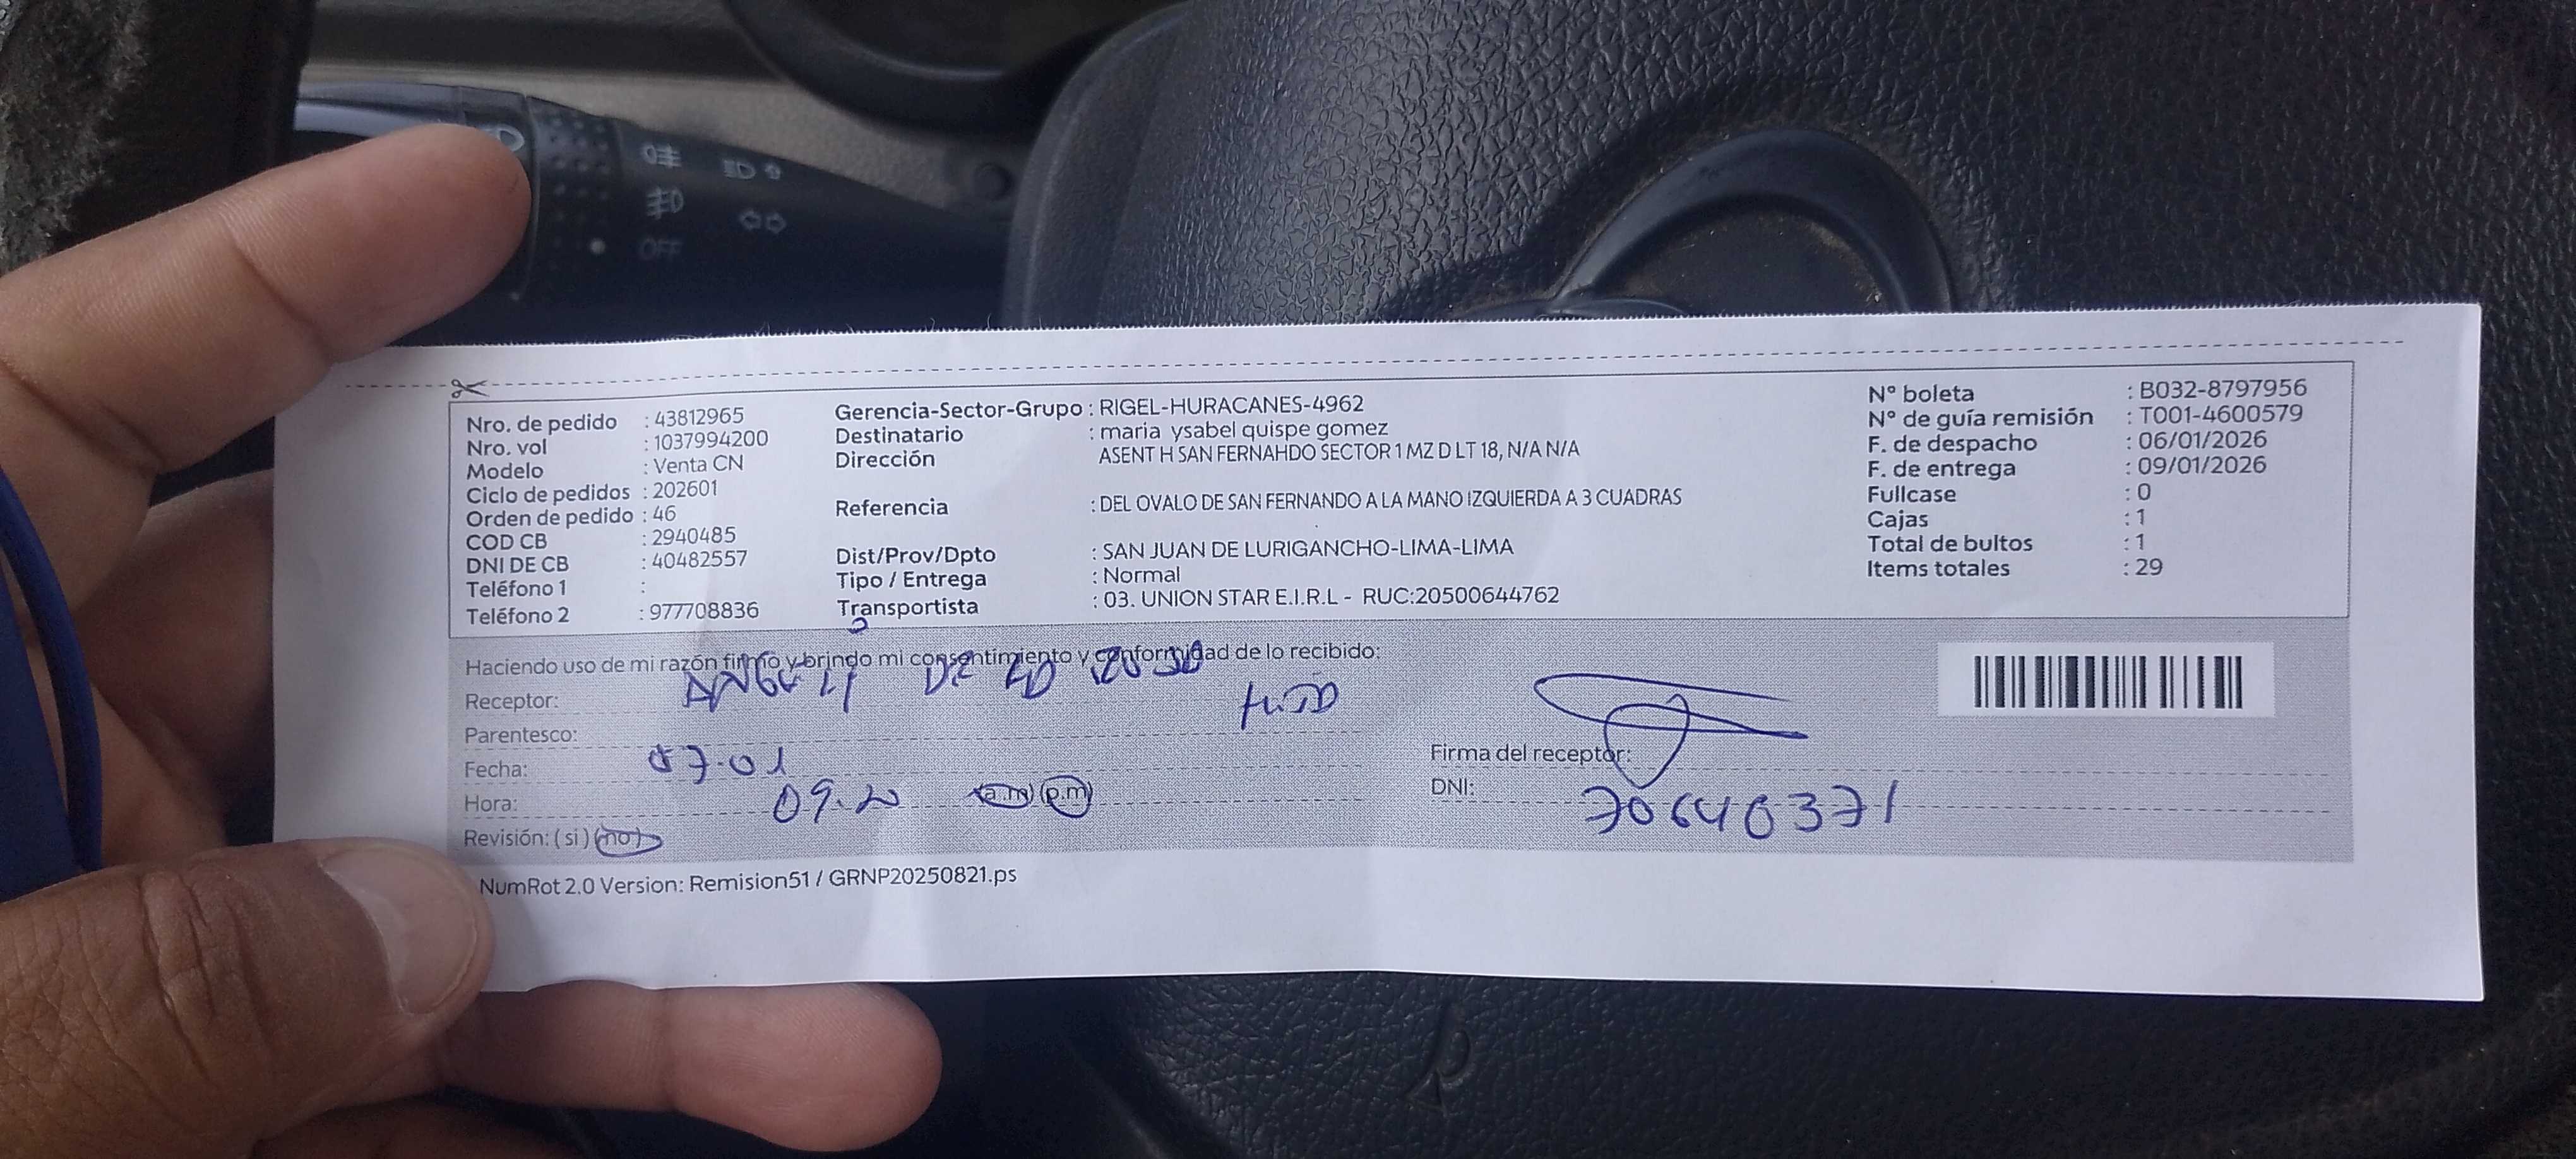 OFF
Nro. de pedido : 43812965
Nro. vol : 1037994200
Modelo : Venta CN
Ciclo de pedidos : 202601
Orden de pedido : 46
COD CB : 2940485
DNI DE CB : 40482557
Teléfono 1 :
Teléfono 2 : 977708836
Gerencia-Sector-Grupo : RIGEL-HURACANES-4962
Destinatario : maria ysabel quispe gomez
Dirección ASENT H SAN FERNAHDO SECTOR 1 MZ D LT 18, N/A N/A
Referencia : DEL OVALO DE SAN FERNANDO A LA MANO IZQUIERDA A 3 CUADRAS
Dist/Prov/Dpto : SAN JUAN DE LURIGANCHO-LIMA-LIMA
Tipo / Entrega : Normal
Transportista : 03. UNION STAR E.I.R.L - RUC:20500644762
N° boleta : B032-8797956
N° de guía remisión : T001-4600579
F. de despacho : 06/01/2026
F. de entrega : 09/01/2026
Fullcase : 0
Cajas : 1
Total de bultos : 1
Items totales : 29
Haciendo uso de mi razón firmo y brindo mi consentimiento y conformidad de lo recibido:
Receptor:
Parentesco:
Fecha: 07.01
Hora: 09.20 (a.m) (p.m)
Revisión: (si) (no)
Firma del receptor:
DNI: 70640371
NumRot 2.0 Version: Remision51 / GRNP20250821.ps